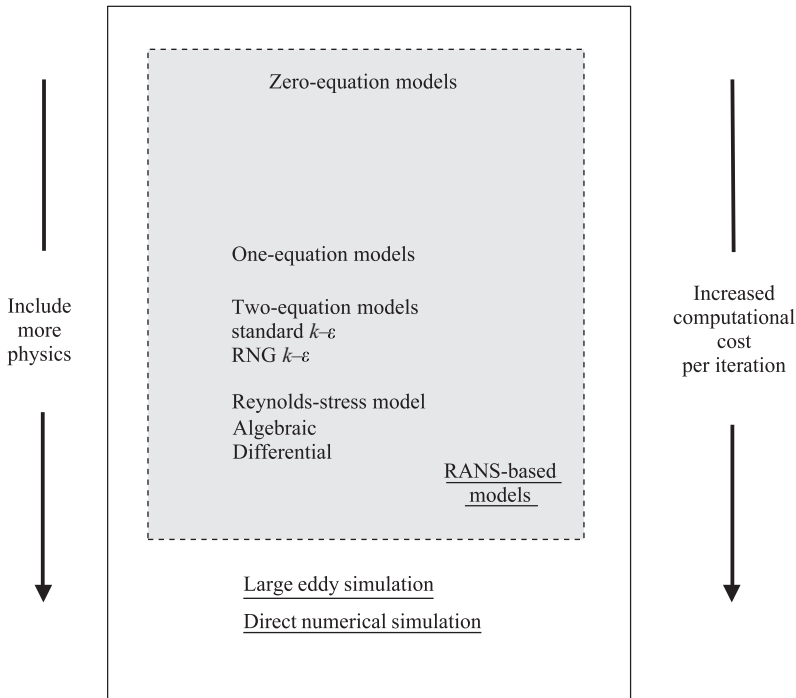 Zero-equation models
One-equation models
Two-equation models
standard k–ε
RNG k–ε
Reynolds-stress model
Algebraic
Differential
RANS-based
models
Large eddy simulation
Direct numerical simulation
Include
more
physics
Increased
computational
cost
per iteration